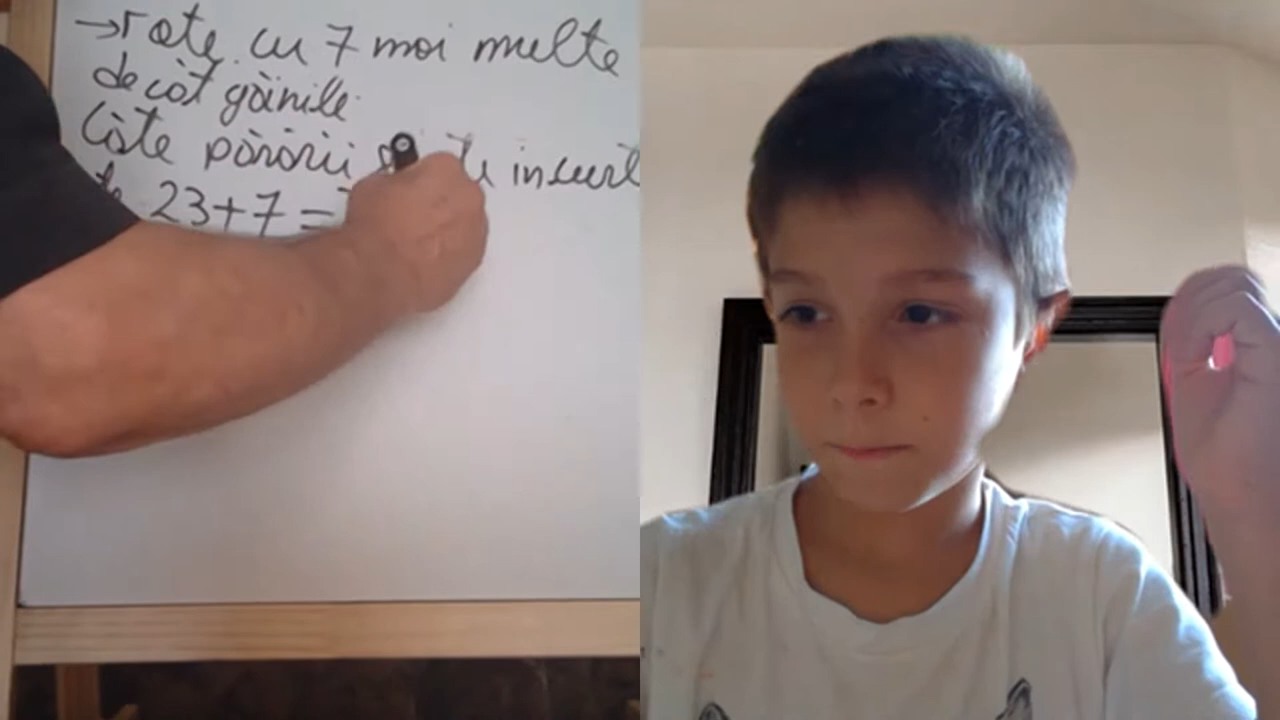 →rațe cu 7 mai multe
decât găinile
Câte păsări
23+7 =